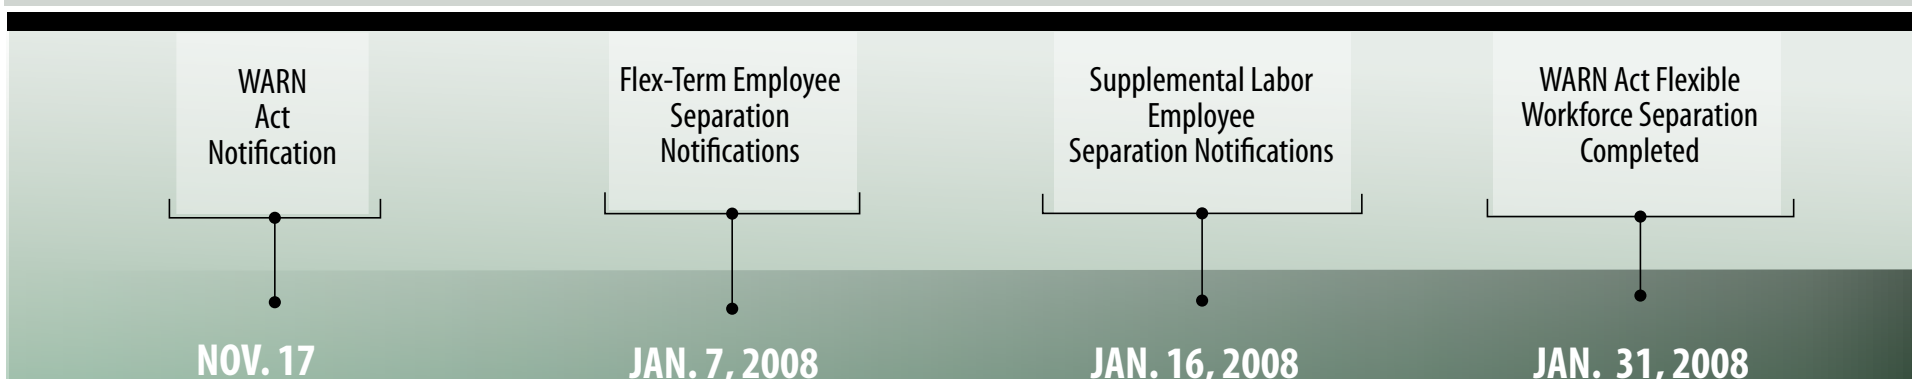 WARN
Act
Notification
Flex-Term Employee
Separation
Notifications
Supplemental Labor
Employee
Separation Notifications
WARN Act Flexible
Workforce Separation
Completed
NOV. 17
JAN. 7, 2008
JAN. 16, 2008
JAN. 31, 2008